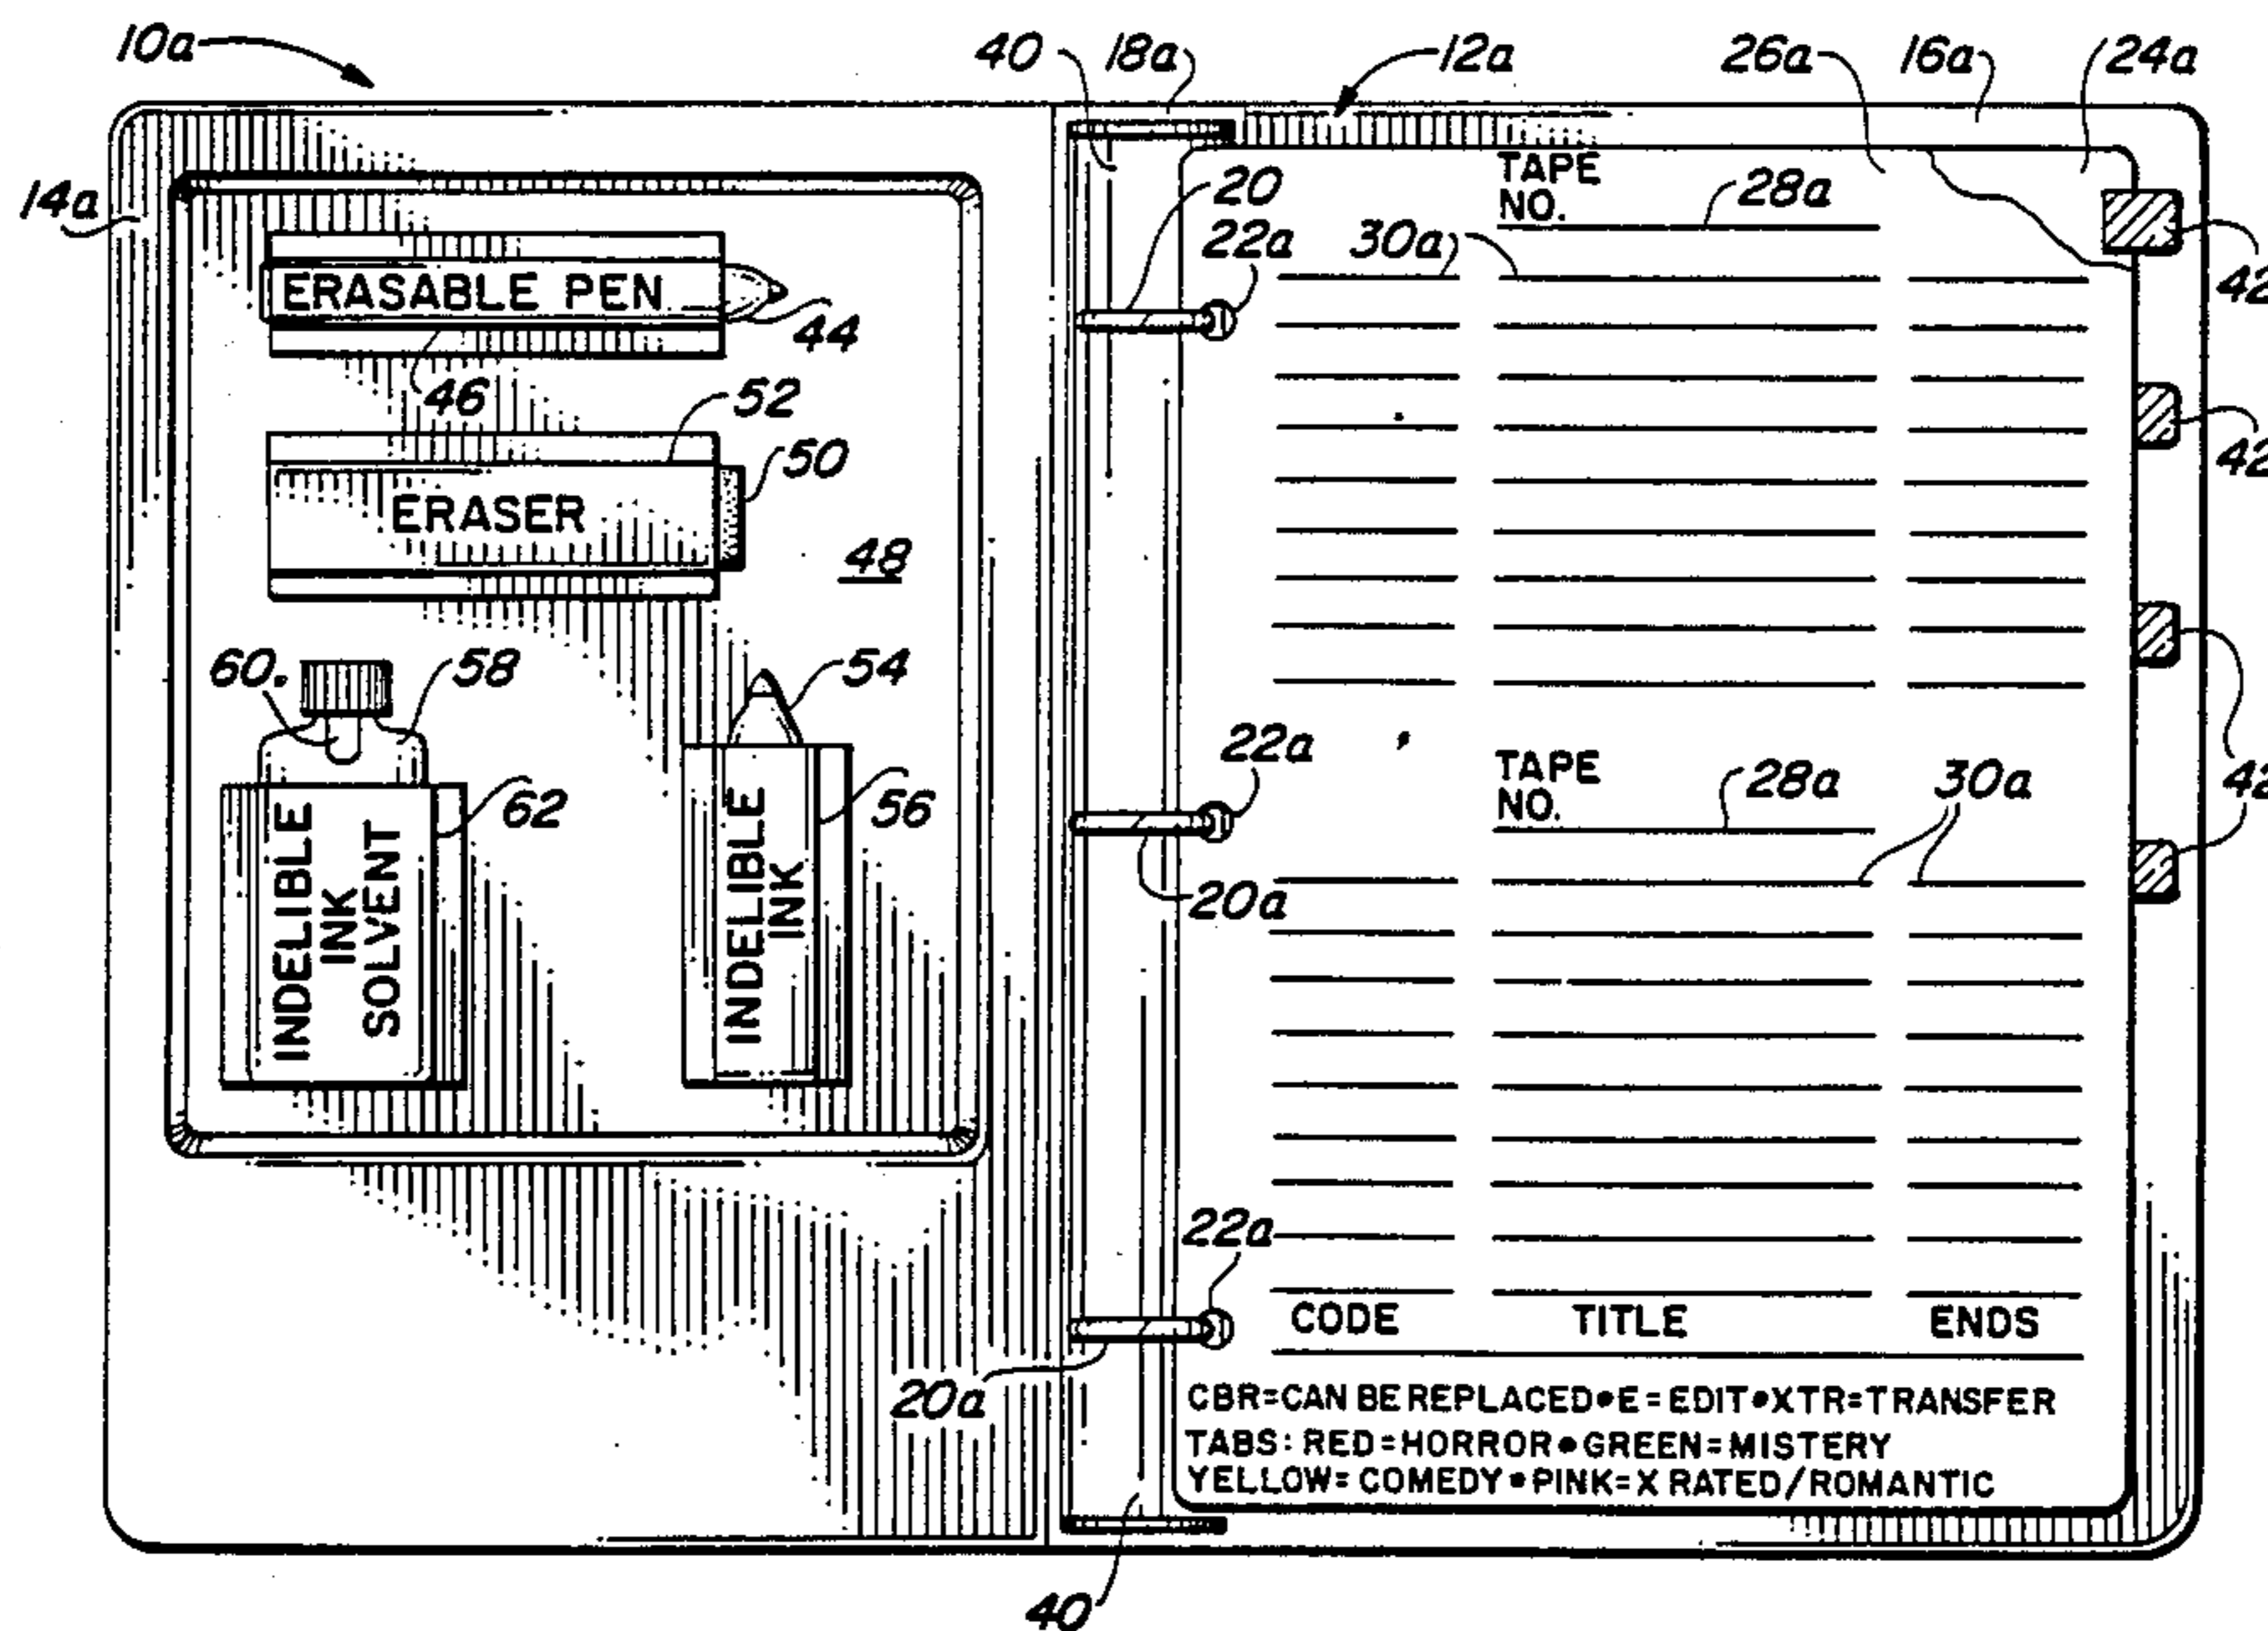 10a
40
18a
12a
26a
16a
24a
14a
TAPE
NO.
28a
20
22a
30a
42
ERASABLE PEN
44
46
52
42
50
ERASER
48
60.
58
54
22a
TAPE
NO.
28a
30a
42
62
56
INDELIBLE
INK
SOLVENT
INDELIBLE
INK
20a
22a
CODE TITLE ENDS
20a
CBR=CAN BE REPLACED•E=EDIT•XTR=TRANSFER
TABS: RED=HORROR•GREEN=MISTERY
YELLOW=COMEDY•PINK=X RATED/ROMANTIC
40